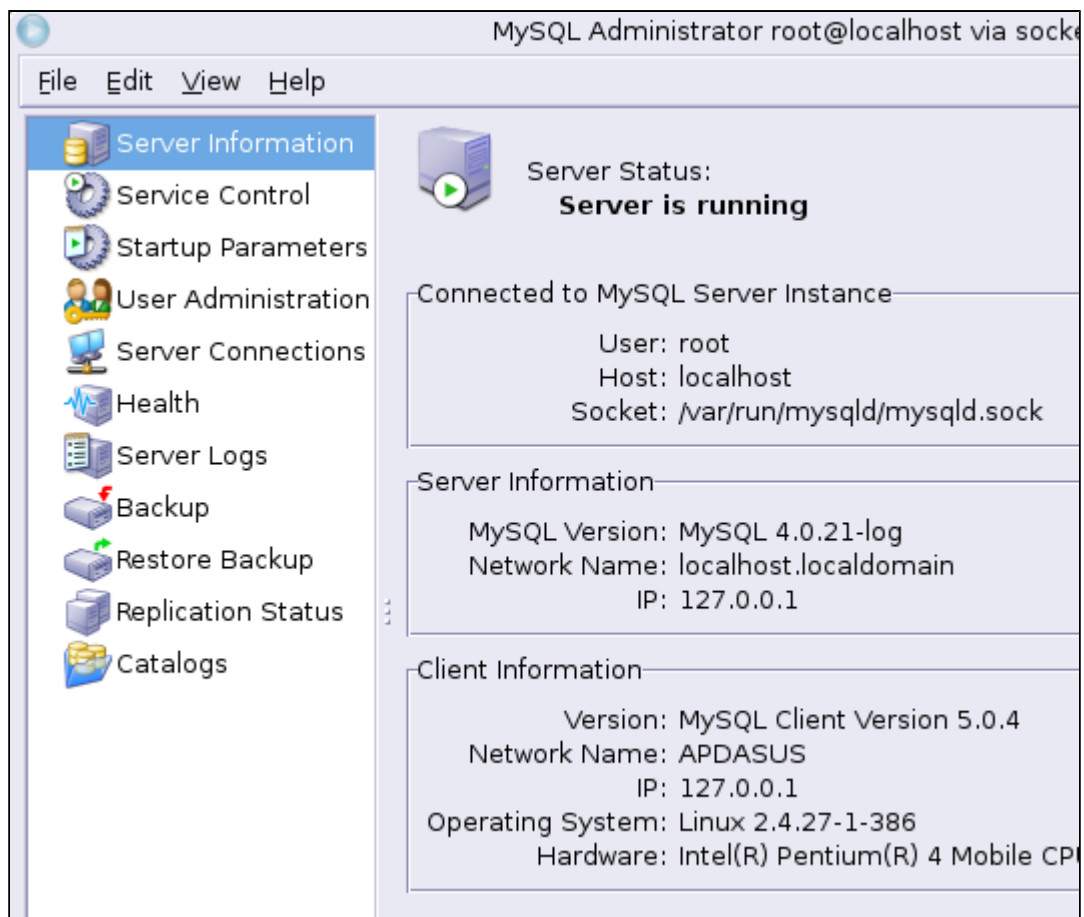 MySQL Administrator root@localhost via socke
File Edit View Help
Server Information
Service Control
Startup Parameters
User Administration
Server Connections
Health
Server Logs
Backup
Restore Backup
Replication Status
Catalogs
Server Status:
Server is running
Connected to MySQL Server Instance
User: root
Host: localhost
Socket: /var/run/mysqld/mysqld.sock
Server Information
MySQL Version: MySQL 4.0.21-log
Network Name: localhost.localdomain
IP: 127.0.0.1
Client Information
Version: MySQL Client Version 5.0.4
Network Name: APDASUS
IP: 127.0.0.1
Operating System: Linux 2.4.27-1-386
Hardware: Intel(R) Pentium(R) 4 Mobile CPU